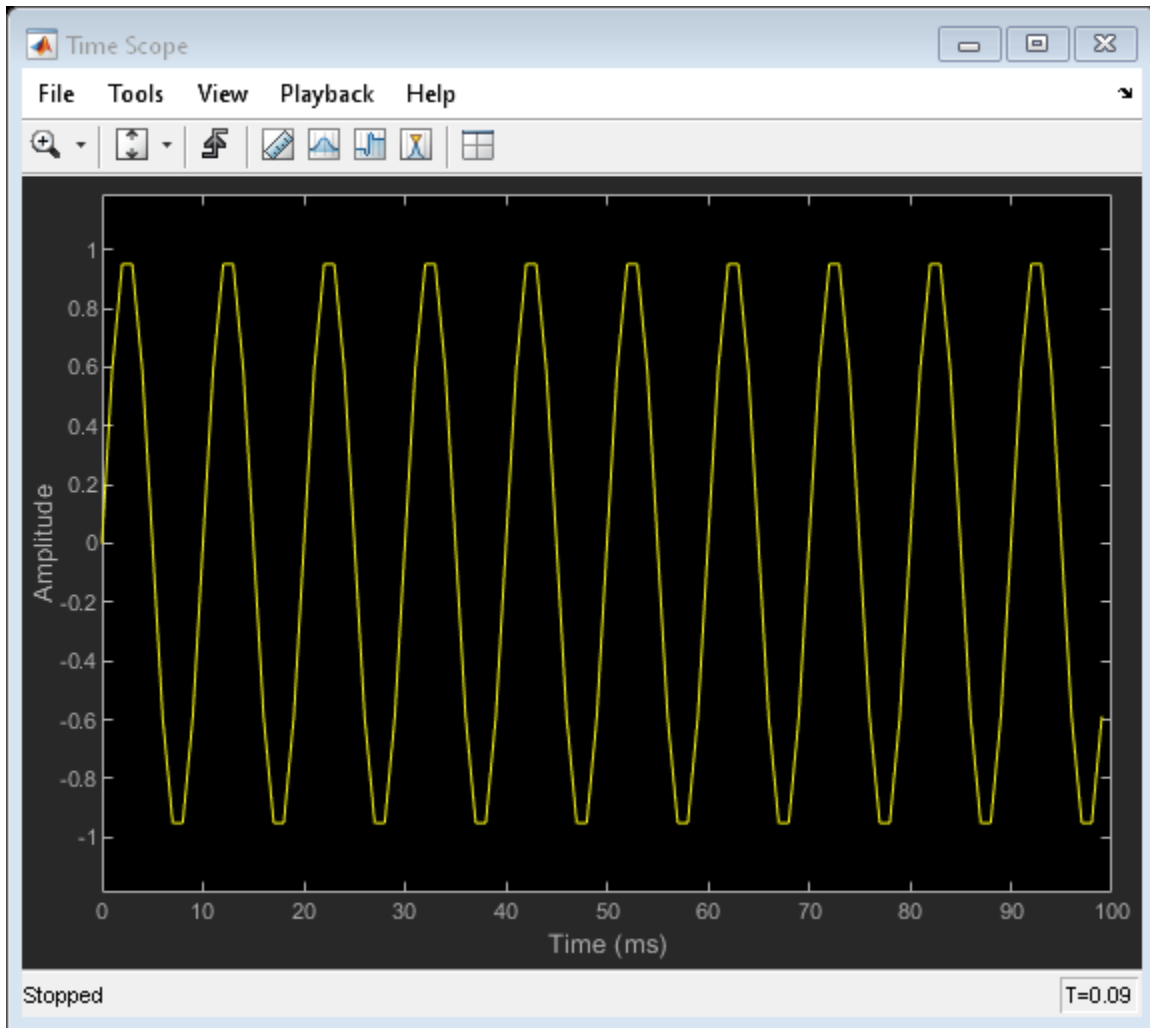 Time Scope
File Tools View Playback Help
1
0.8
0.6
0.4
0.2
0
-0.2
-0.4
-0.6
-0.8
-1
Amplitude
0 10 20 30 40 50 60 70 80 90 100
Time (ms)
Stopped T=0.09